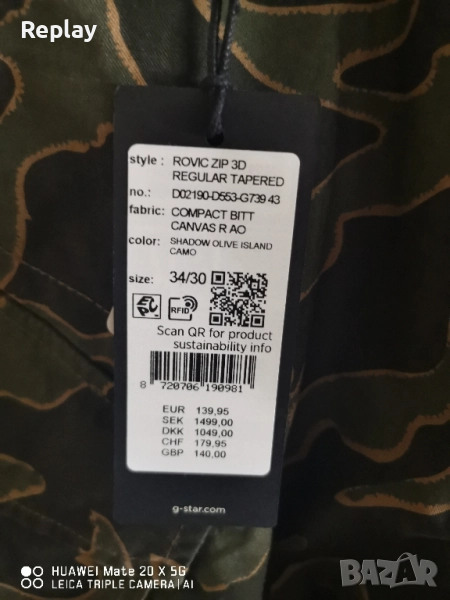 Replay
style : ROVIC ZIP 3D
REGULAR TAPERED
no.: D02190-D553-G739 43
fabric: COMPACT BITT
CANVAS R AO
color: SHADOW OLIVE ISLAND
CAMO
size: 34/30
RFID
Scan QR for product
sustainability info
8 720706 190981
EUR 139,95
SEK 1499,00
DKK 1049,00
CHF 179,95
GBP 140,00
g-star.com
HUAWEI Mate 20 X 5G
LEICA TRIPLE CAMERA | AI
BAZAR